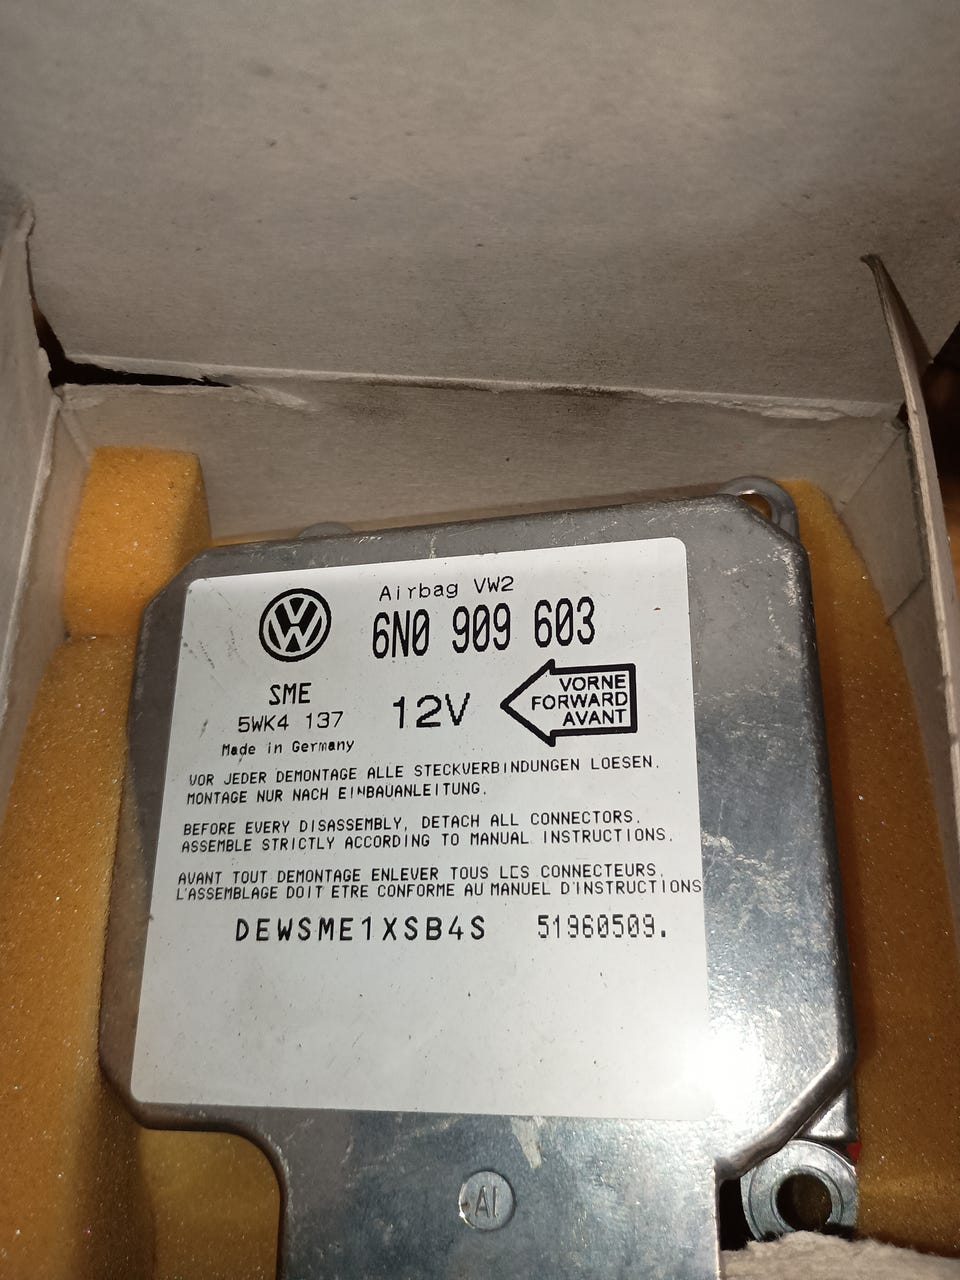 Airbag VW2
6N0 909 603
SME
5WK4 137
Made in Germany
12V
VORNE
FORWARD
AVANT
VOR JEDER DEMONTAGE ALLE STECKVERBINDUNGEN LOESEN.
MONTAGE NUR NACH EINBAUANLEITUNG.
BEFORE EVERY DISASSEMBLY, DETACH ALL CONNECTORS.
ASSEMBLE STRICTLY ACCORDING TO MANUAL INSTRUCTIONS.
AVANT TOUT DEMONTAGE ENLEVER TOUS LES CONNECTEURS.
L'ASSEMBLAGE DOIT ETRE CONFORME AU MANUEL D'INSTRUCTIONS
DEWSME1XSB4S 51960509.